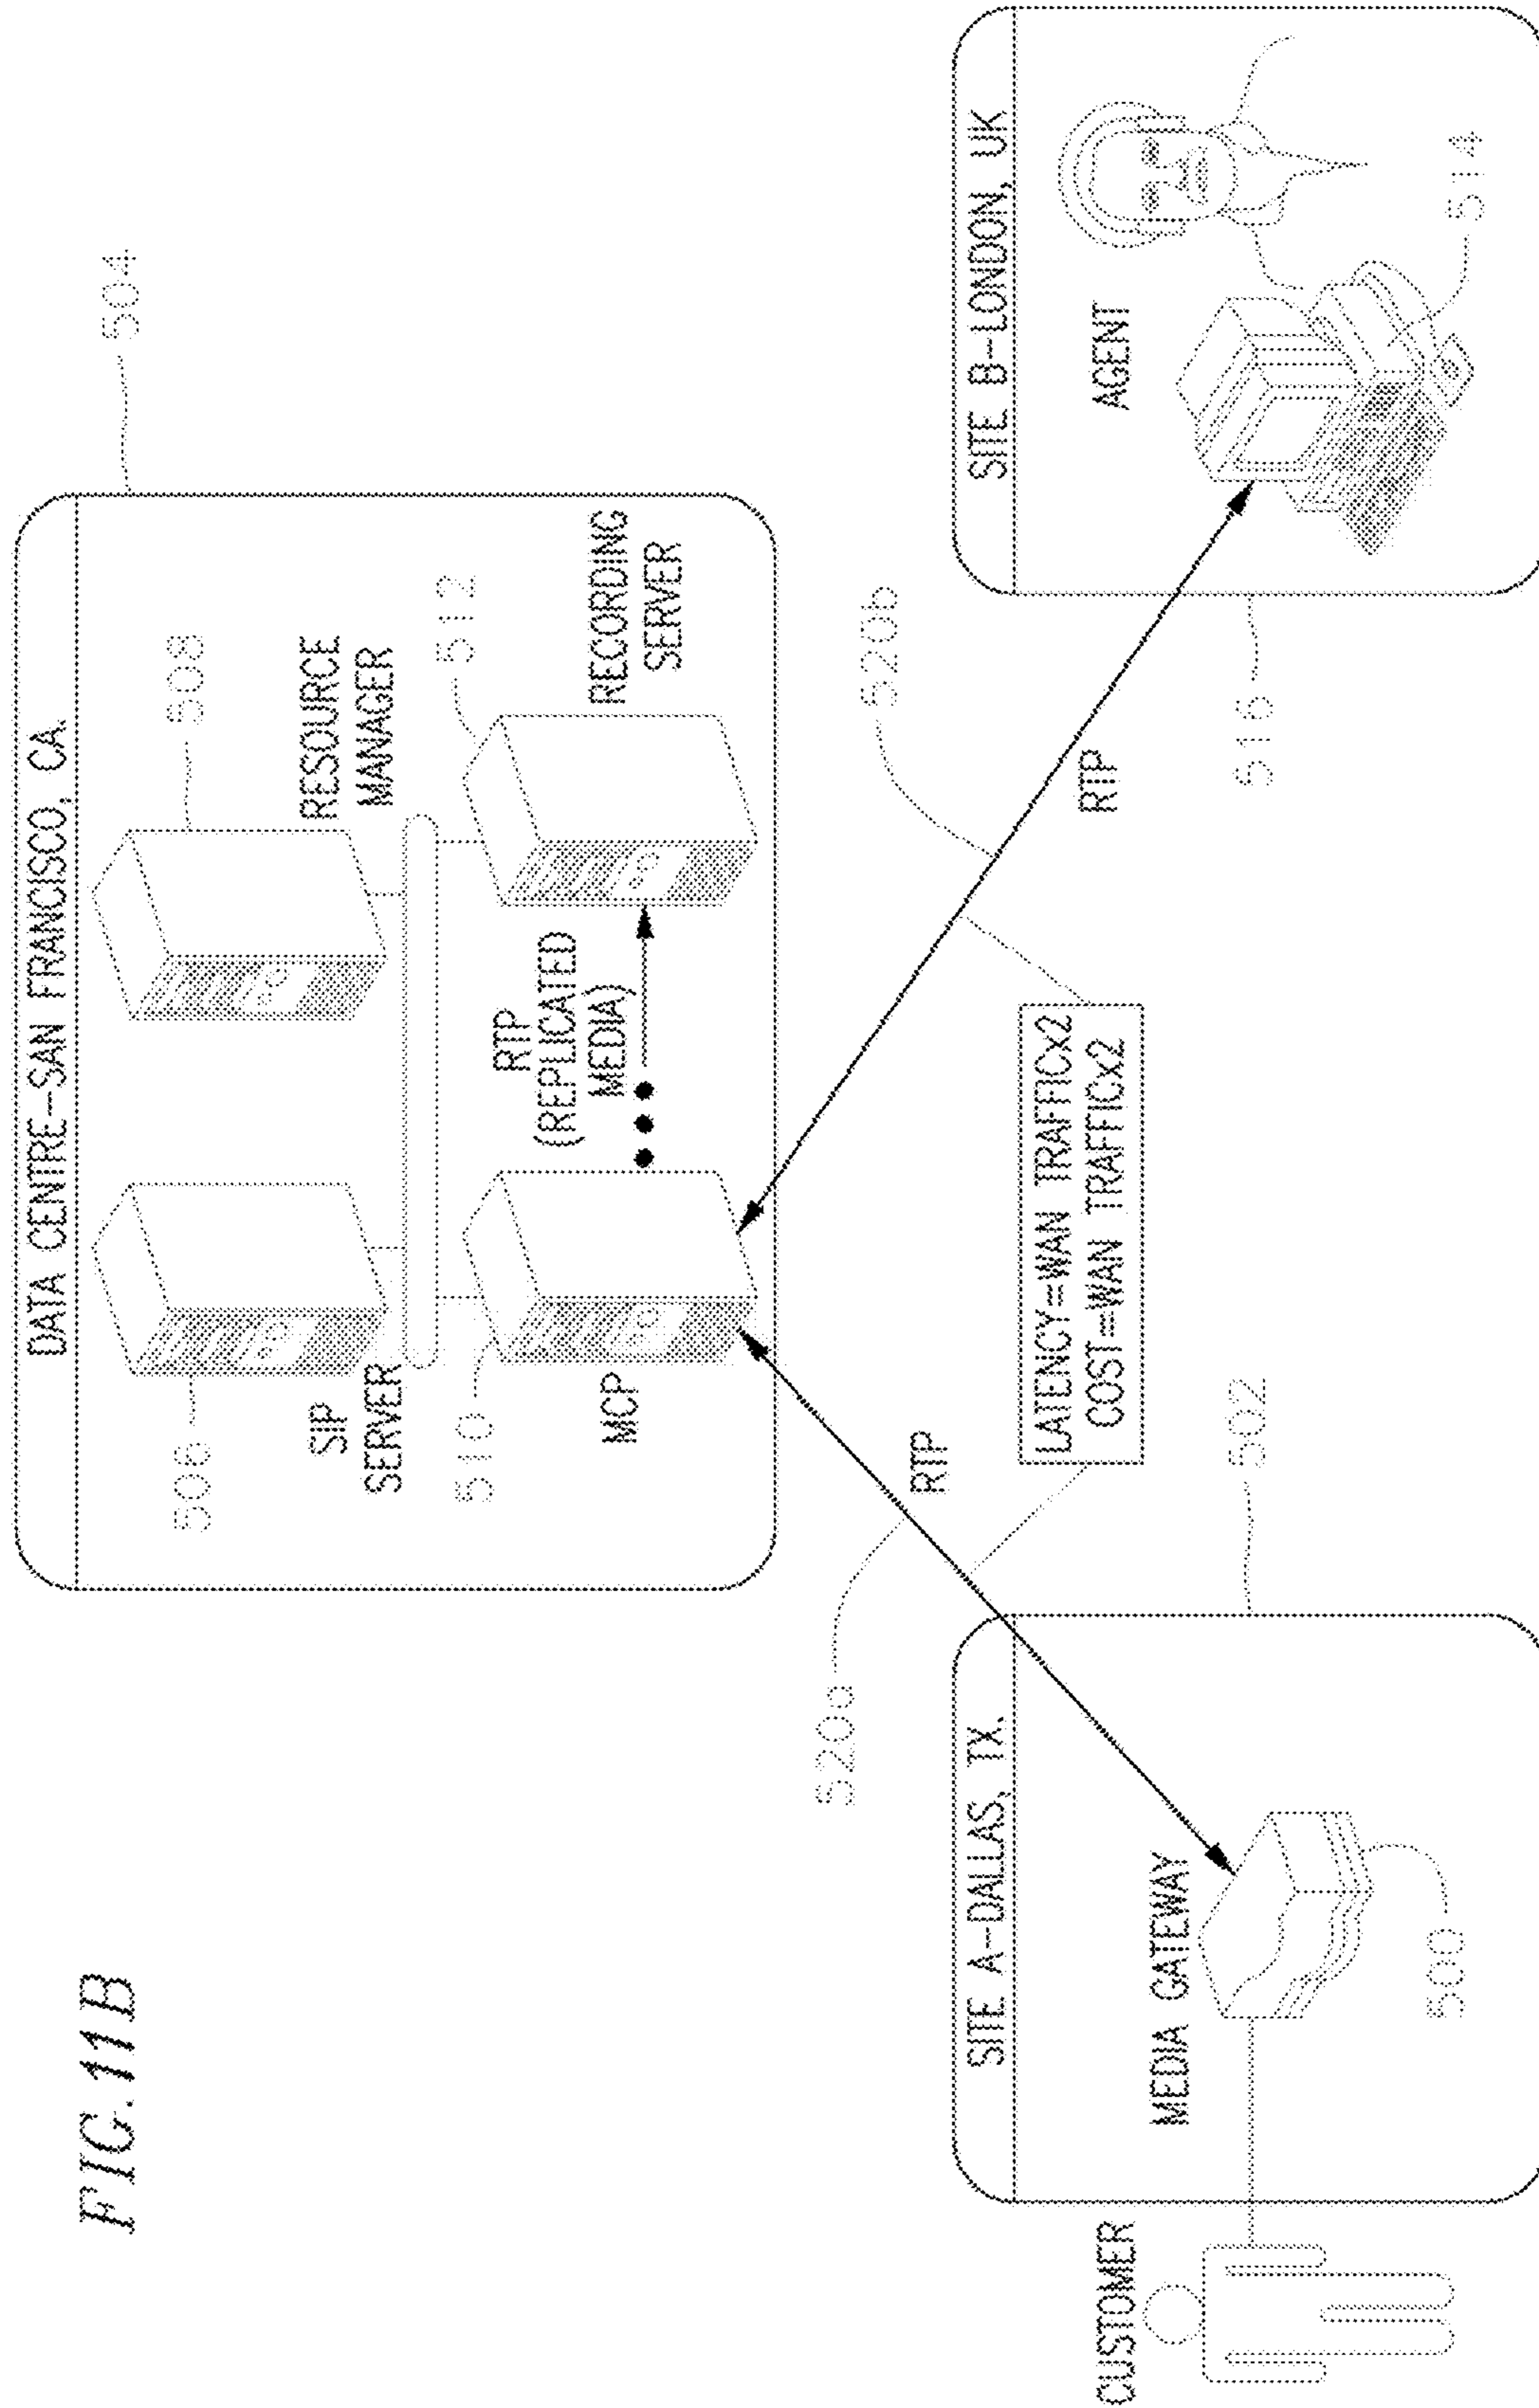 FIG. 11B
DATA CENTRE-SAN FRANCISCO, CA.
504
506
508
SIP
SERVER
RESOURCE
MANAGER
510
512
MCP
RTP
(REPLICATED
MEDIA)
RECORDING
SERVER
520a
RTP
520b
RTP
LATENCY=WAN TRAFFICx2
COST=WAN TRAFFICx2
CUSTOMER
SITE A-DALLAS, TX.
MEDIA GATEWAY
500
502
SITE B-LONDON, UK
AGENT
514
516